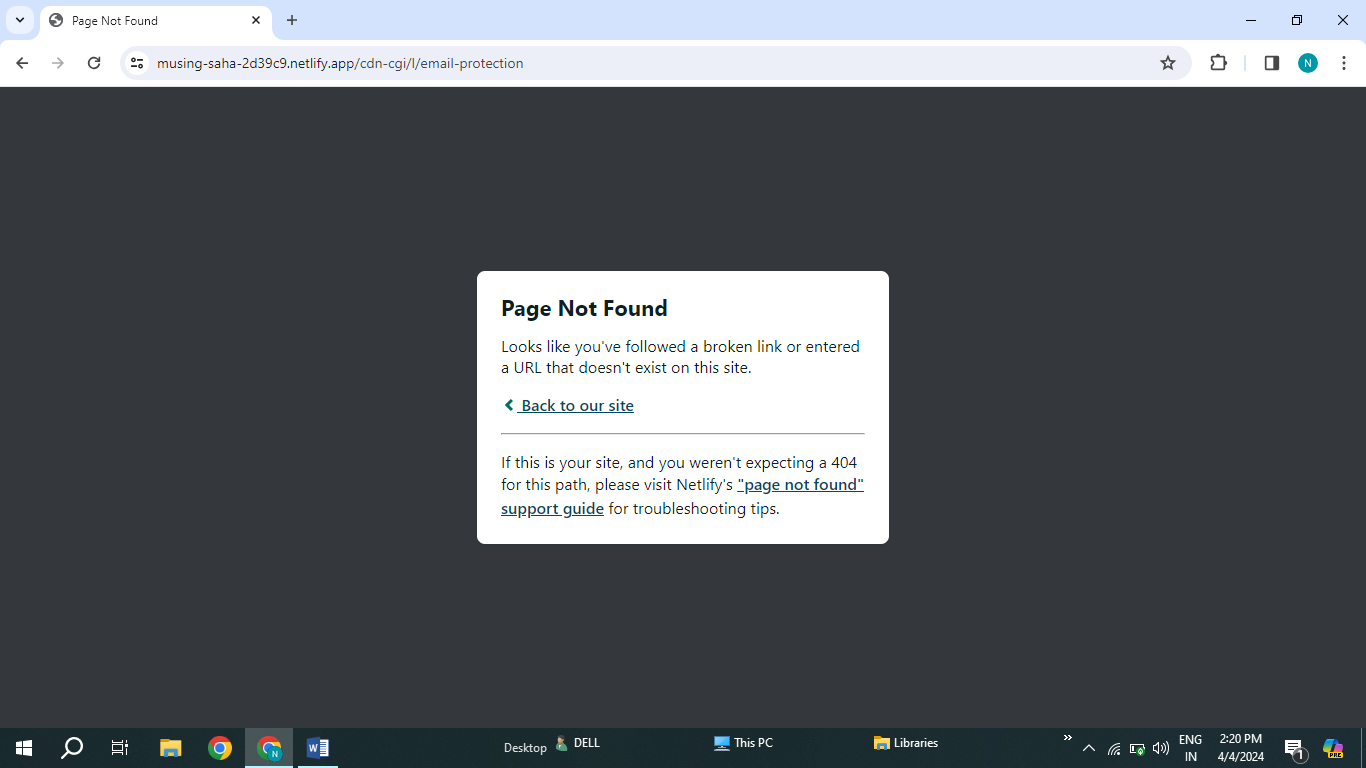 Page Not Found
musing-saha-2d39c9.netlify.app/cdn-cgi/l/email-protection
N
Page Not Found
Looks like you've followed a broken link or entered
a URL that doesn't exist on this site.
Back to our site
If this is your site, and you weren't expecting a 404
for this path, please visit Netlify's "page not found"
support guide for troubleshooting tips.
N
W
Desktop
DELL
This PC
Libraries
ENG
IN
2:20 PM
4/4/2024
1
PRE